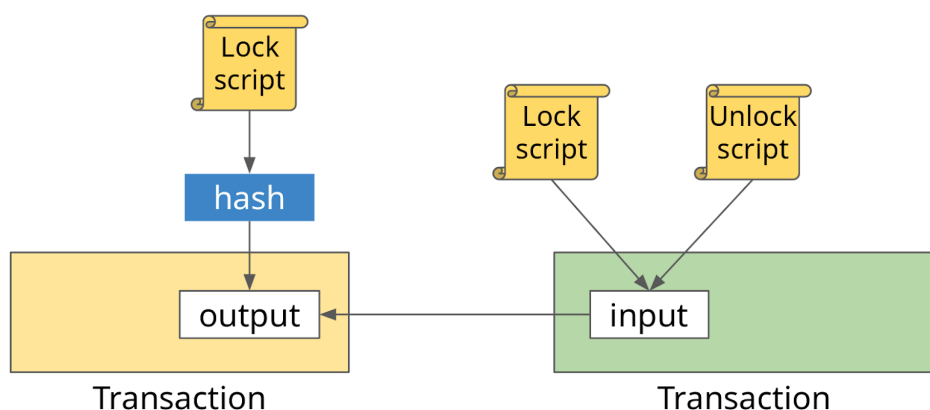 Lock
script
Lock
script
Unlock
script
hash
output
input
Transaction
Transaction